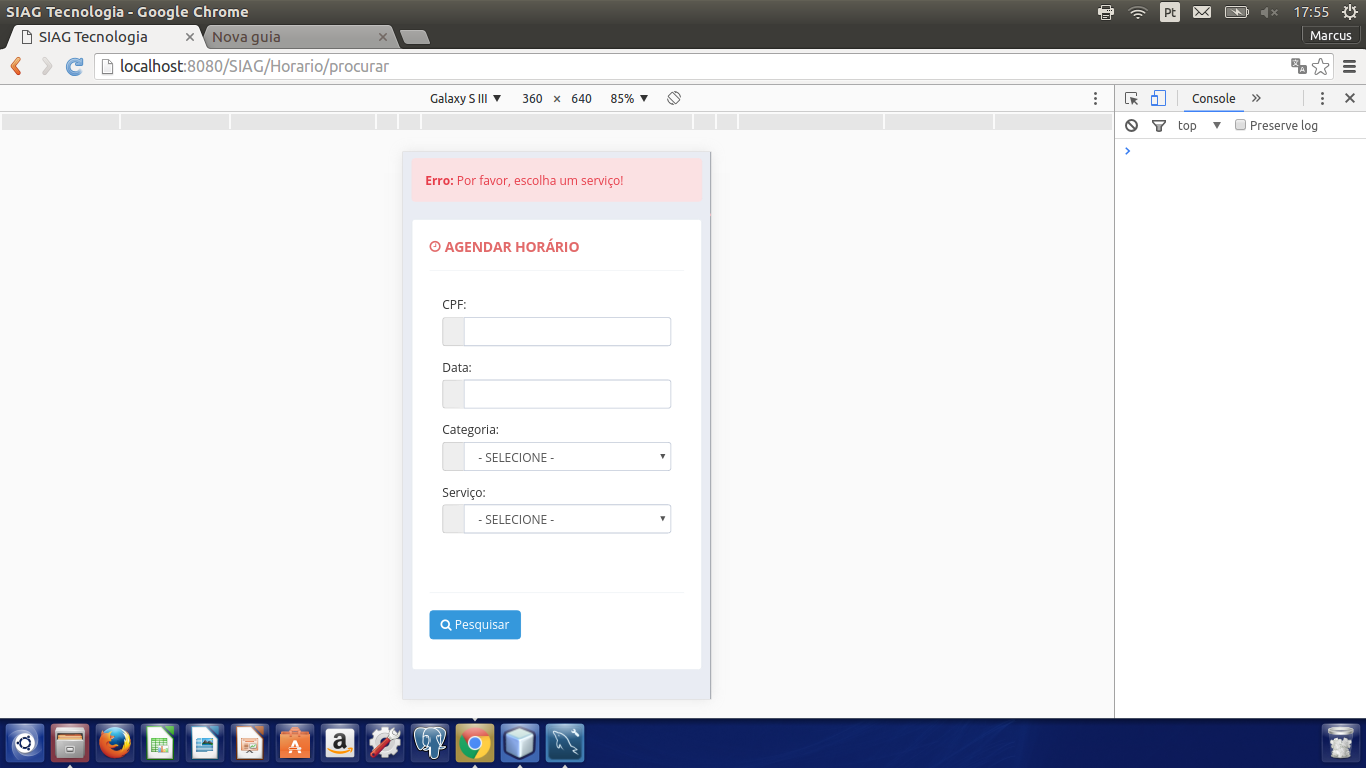 SIAG Tecnologia - Google Chrome
Pt
17:55
SIAG Tecnologia ×
Nova guia ×
Marcus
localhost:8080/SIAG/Horario/procurar
Galaxy S III ▼ 360 × 640 85% ▼
Console »
top ▼ Preserve log
Erro: Por favor, escolha um serviço!
AGENDAR HORÁRIO
CPF:
Data:
Categoria:
- SELECIONE -
Serviço:
- SELECIONE -
Pesquisar